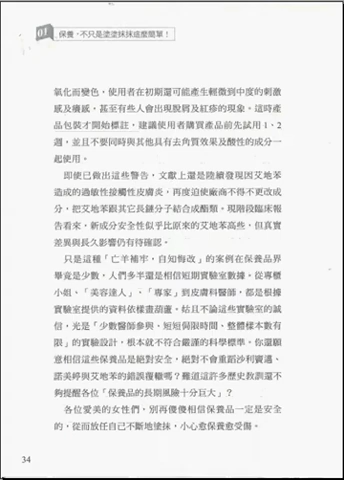 01 保養，不只是塗塗抹抹這麼簡單！
氧化而變色，使用者在初期還可能產生輕微到中度的刺激
感及癢感，甚至有些人會出現脫屑及紅疹的現象。這時產
品包裝才開始標註，建議使用者購買產品前先試用1、2
週，並且不要同時與其他具有去角質效果及酸性的成分一
起使用。
即使已做出這些警告，文獻上還是陸續發現因艾地苯
造成的過敏性接觸性皮膚炎，再度迫使廠商不得不更改成
分，把艾地苯跟其它長鏈分子結合成酯類。現階段臨床報
告看來，新成分安全性似乎比原來的艾地苯高些，但真實
差異與長久影響仍有待確認。
只是這種「亡羊補牢，自知悔改」的案例在保養品界
畢竟是少數，人們多半還是相信短期實驗室數據。從專櫃
小姐、「美容達人」、「專家」到皮膚科醫師，都是根據
實驗室提供的資料依樣畫葫蘆。姑且不論這些實驗室的誠
信，光是「少數醫師參與、短短侷限時間、整體樣本數有
限」的實驗設計，根本就不符合嚴謹的科學標準。你還願
意相信這些保養品是絕對安全，絕對不會重蹈沙利竇邁、
諾美婷與艾地苯的錯誤覆轍嗎？難道這許多歷史教訓還不
夠提醒各位「保養品的長期風險十分巨大」？
各位愛美的女性們，別再傻傻相信保養品一定是安全
的，從而放任自己不斷地塗抹，小心愈保養愈受傷。
34